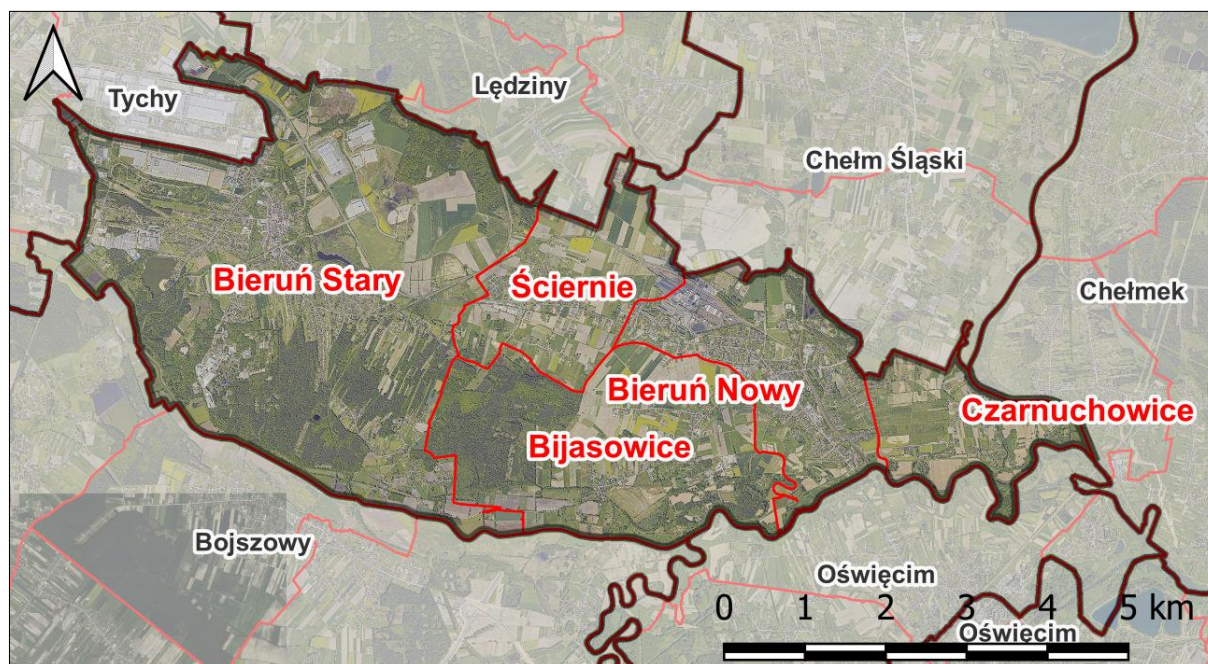 Tychy
Lędziny
Chełm Śląski
Bieruń Stary
Ściernie
Chełmek
Bieruń Nowy
Czarnuchowice
Bijasowice
Bojszowy
Oświęcim
0 1 2 3 4 5 km
Oświęcim